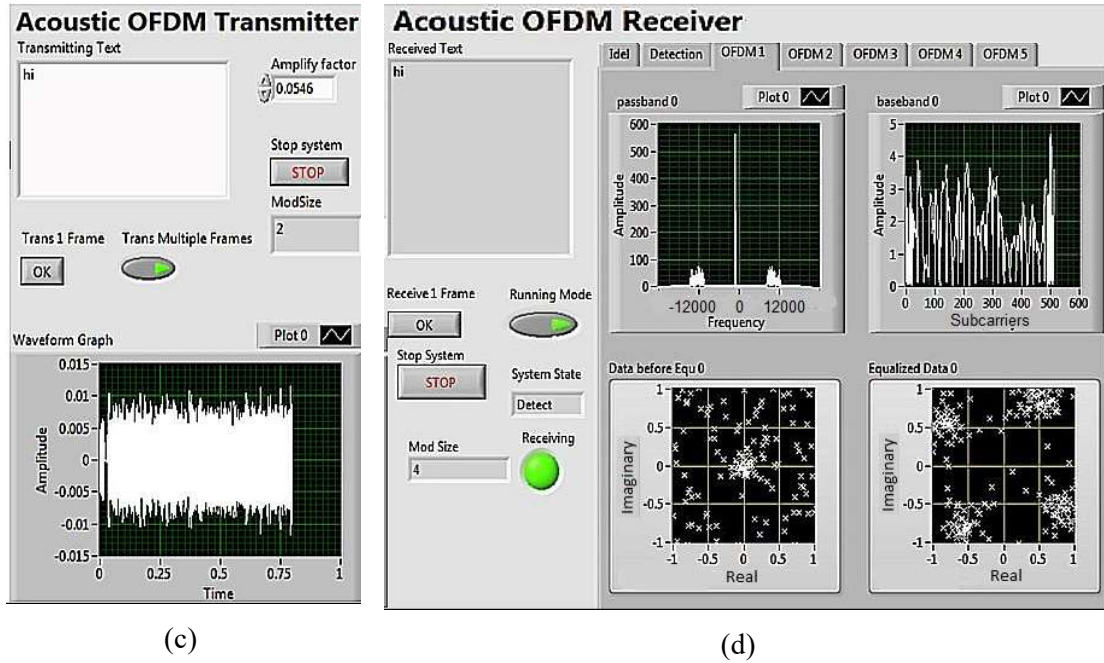 Acoustic OFDM Transmitter
Transmitting Text
hi
Amplify factor
0.0546
Stop system
STOP
ModSize
2
Trans 1 Frame
Trans Multiple Frames
OK
Waveform Graph
Plot 0
0.015
0.01
0.005
0
-0.005
-0.01
-0.015
Amplitude
0 0.25 0.5 0.75 1
Time
(c)
Acoustic OFDM Receiver
Received Text
hi
Receive 1 Frame
Running Mode
OK
Stop System
STOP
System State
Detect
Mod Size
4
Receiving
Idel Detection OFDM 1 OFDM 2 OFDM 3 OFDM 4 OFDM 5
passband 0
Plot 0
600
500
400
300
200
100
0
Amplitude
-12000 0 12000
Frequency
baseband 0
Plot 0
5
4
3
2
1
0
Amplitude
0 100 200 300 400 500 600
Subcarriers
Data before Equ 0
1
0.5
0
-0.5
-1
Imaginary
-1 -0.5 0 0.5 1
Real
Equalized Data 0
1
0.5
0
-0.5
-1
Imaginary
-1 -0.5 0 0.5 1
Real
(d)